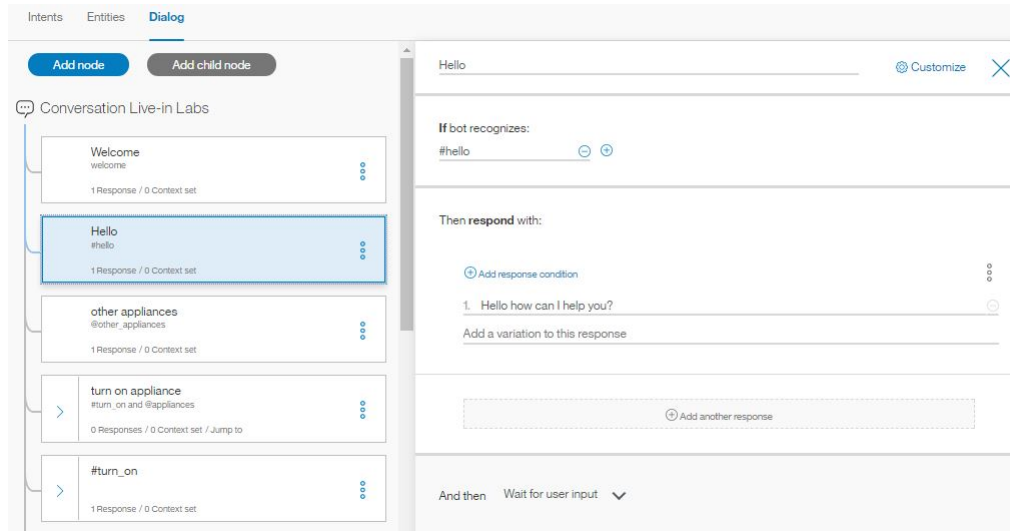 Intents Entities Dialog
Add node Add child node
Conversation Live-in Labs
Welcome
welcome
1 Response / 0 Context set
Hello
#hello
1 Response / 0 Context set
other appliances
@other_appliances
1 Response / 0 Context set
turn on appliance
#turn_on and @appliances
0 Responses / 0 Context set / Jump to
#turn_on
1 Response / 0 Context set
Hello Customize
If bot recognizes:
#hello
Then respond with:
Add response condition
1. Hello how can I help you?
Add a variation to this response
Add another response
And then Wait for user input